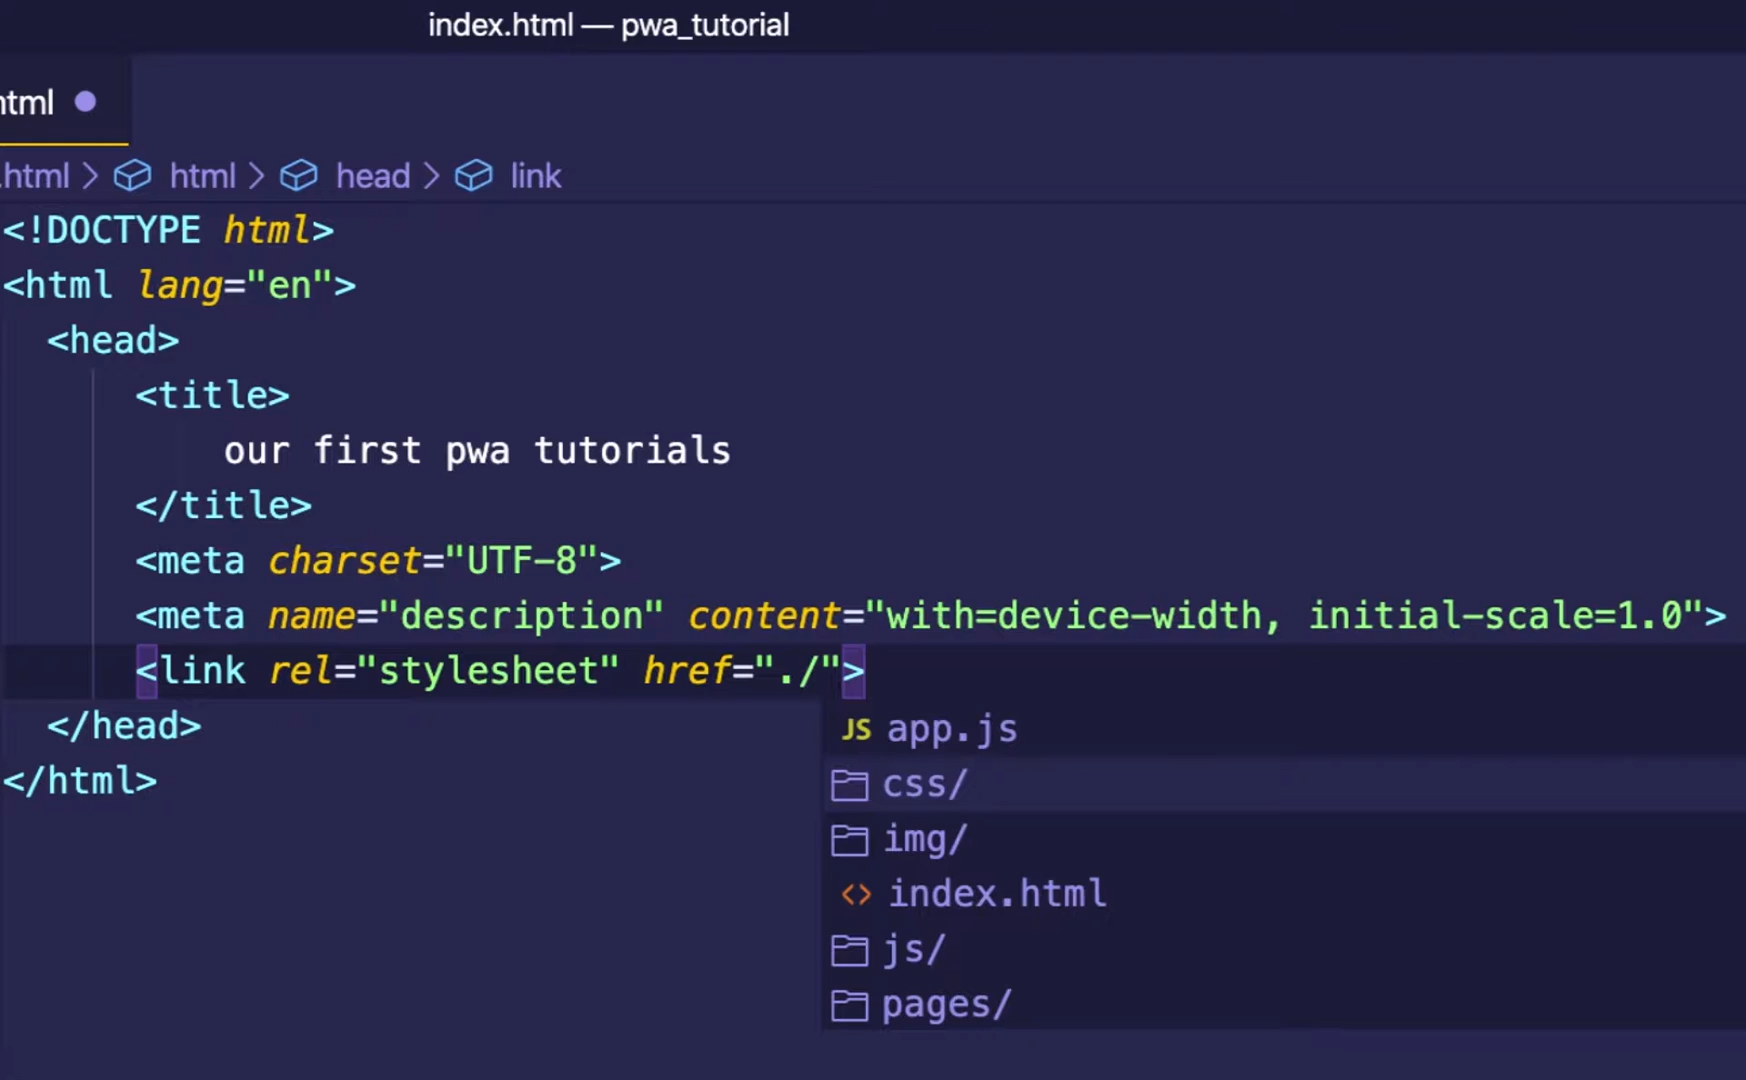 index.html — pwa_tutorial
html
.html > html > head > link
<!DOCTYPE html>
<html lang="en">
<head>
<title>
our first pwa tutorials
</title>
<meta charset="UTF-8">
<meta name="description" content="with=device-width, initial-scale=1.0">
<link rel="stylesheet" href="./">
</head>
</html>
JS app.js
css/
img/
<> index.html
js/
pages/